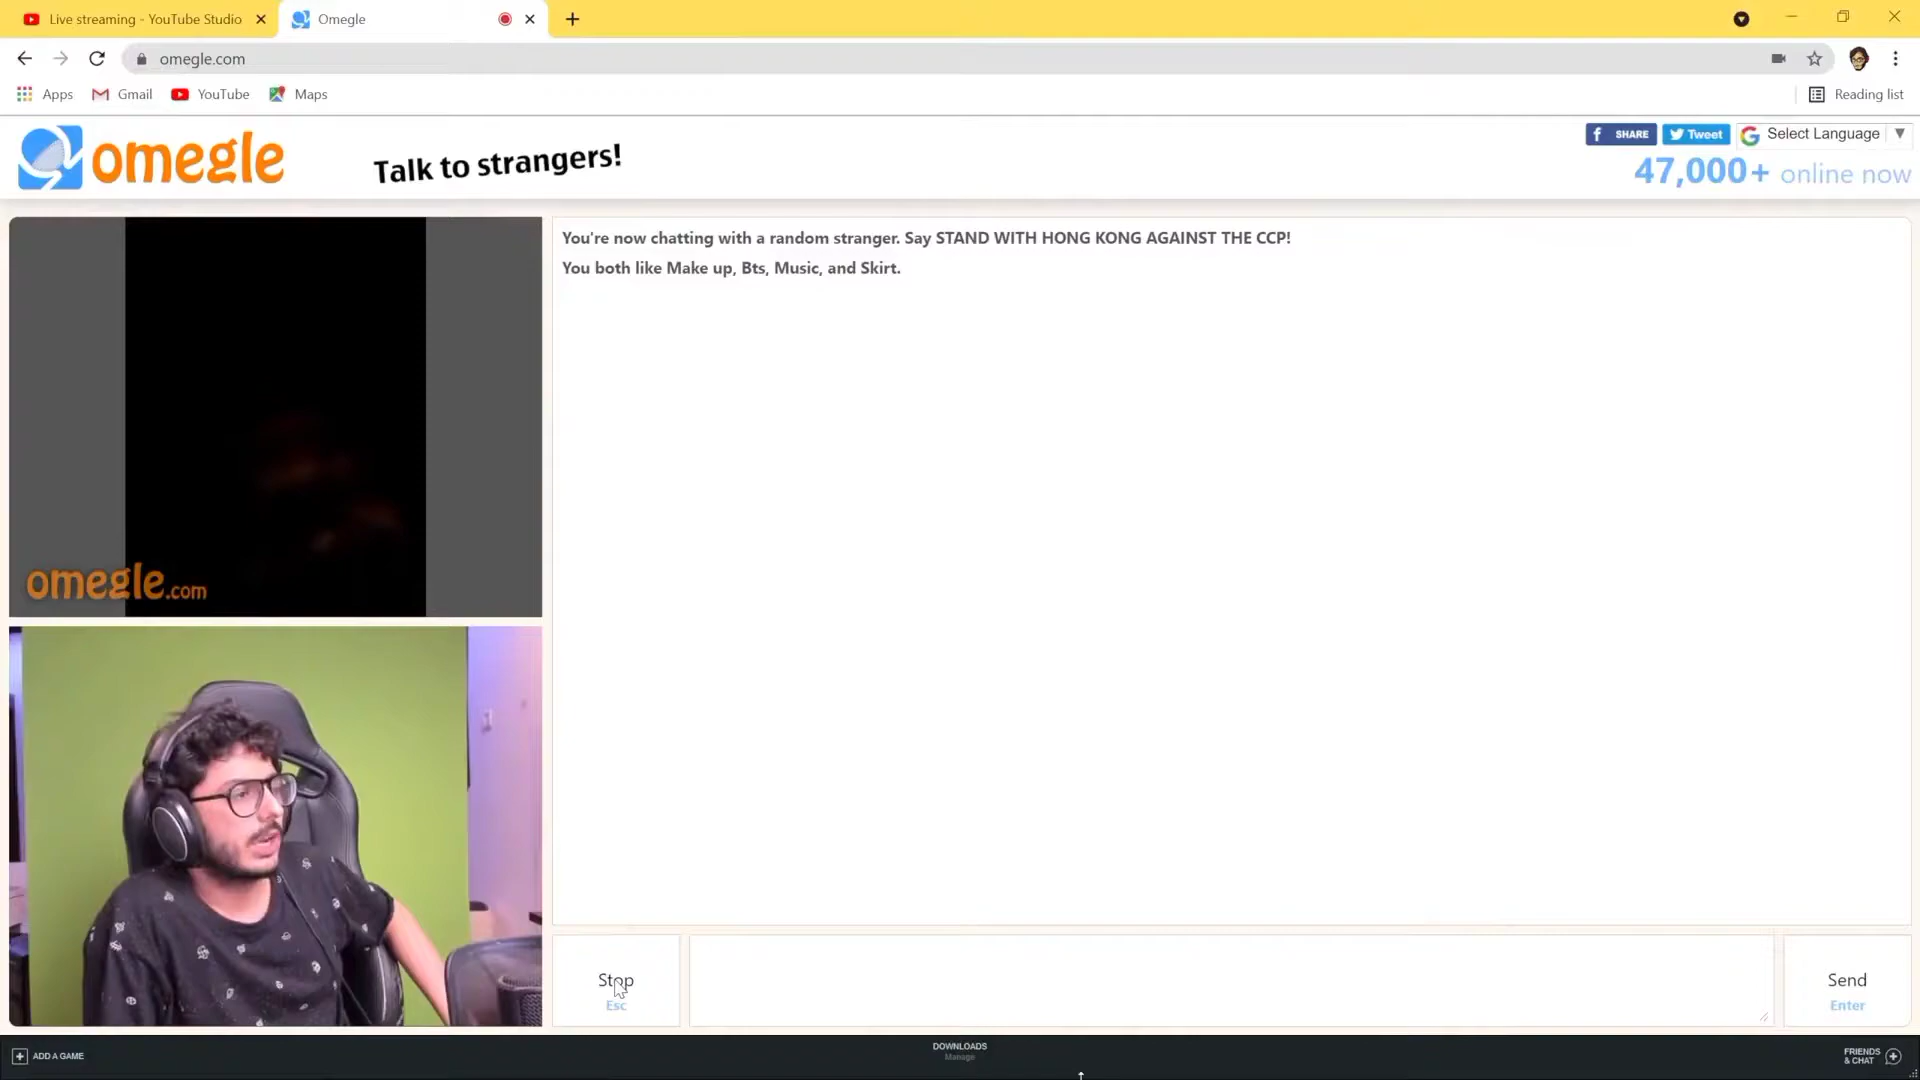 Live streaming - YouTube Studio
Omegle
omegle.com
Apps
Gmail
YouTube
Maps
Reading list
omegle
Talk to strangers!
SHARE
Tweet
Select Language
47,000+ online now
You're now chatting with a random stranger. Say STAND WITH HONG KONG AGAINST THE CCP!
You both like Make up, Bts, Music, and Skirt.
omegle.com
Stop
Esc
Send
Enter
ADD A GAME
DOWNLOADS
Manage
FRIENDS
& CHAT